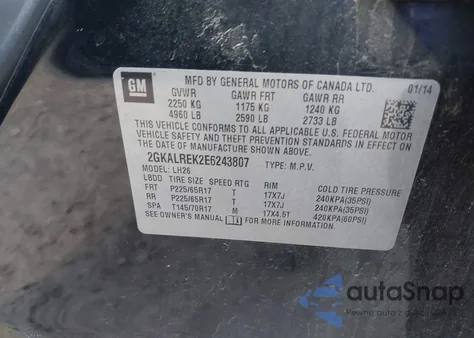 GM
MFD BY GENERAL MOTORS OF CANADA LTD. 01/14
GVWR GAWR FRT GAWR RR
2250 KG 1175 KG 1240 KG
4960 LB 2590 LB 2733 LB
THIS VEHICLE CONFORMS TO ALL APPLICABLE U.S. FEDERAL MOTOR
VEHICLE SAFETY AND THEFT PREVENTION STANDARDS IN EFFECT ON
THE DATE OF MANUFACTURE SHOWN ABOVE.
2GKALREK2E6243807 TYPE: M.P.V.
MODEL: LH26
LBDD TIRE SIZE SPEED RTG RIM COLD TIRE PRESSURE
FRT P225/65R17 T 17X7J 240KPA(35PSI)
RR P225/65R17 T 17X7J 240KPA(35PSI)
SPA T145/70R17 M 17X4.5T 420KPA(60PSI)
SEE OWNER'S MANUAL FOR MORE INFORMATION.
autoSnap